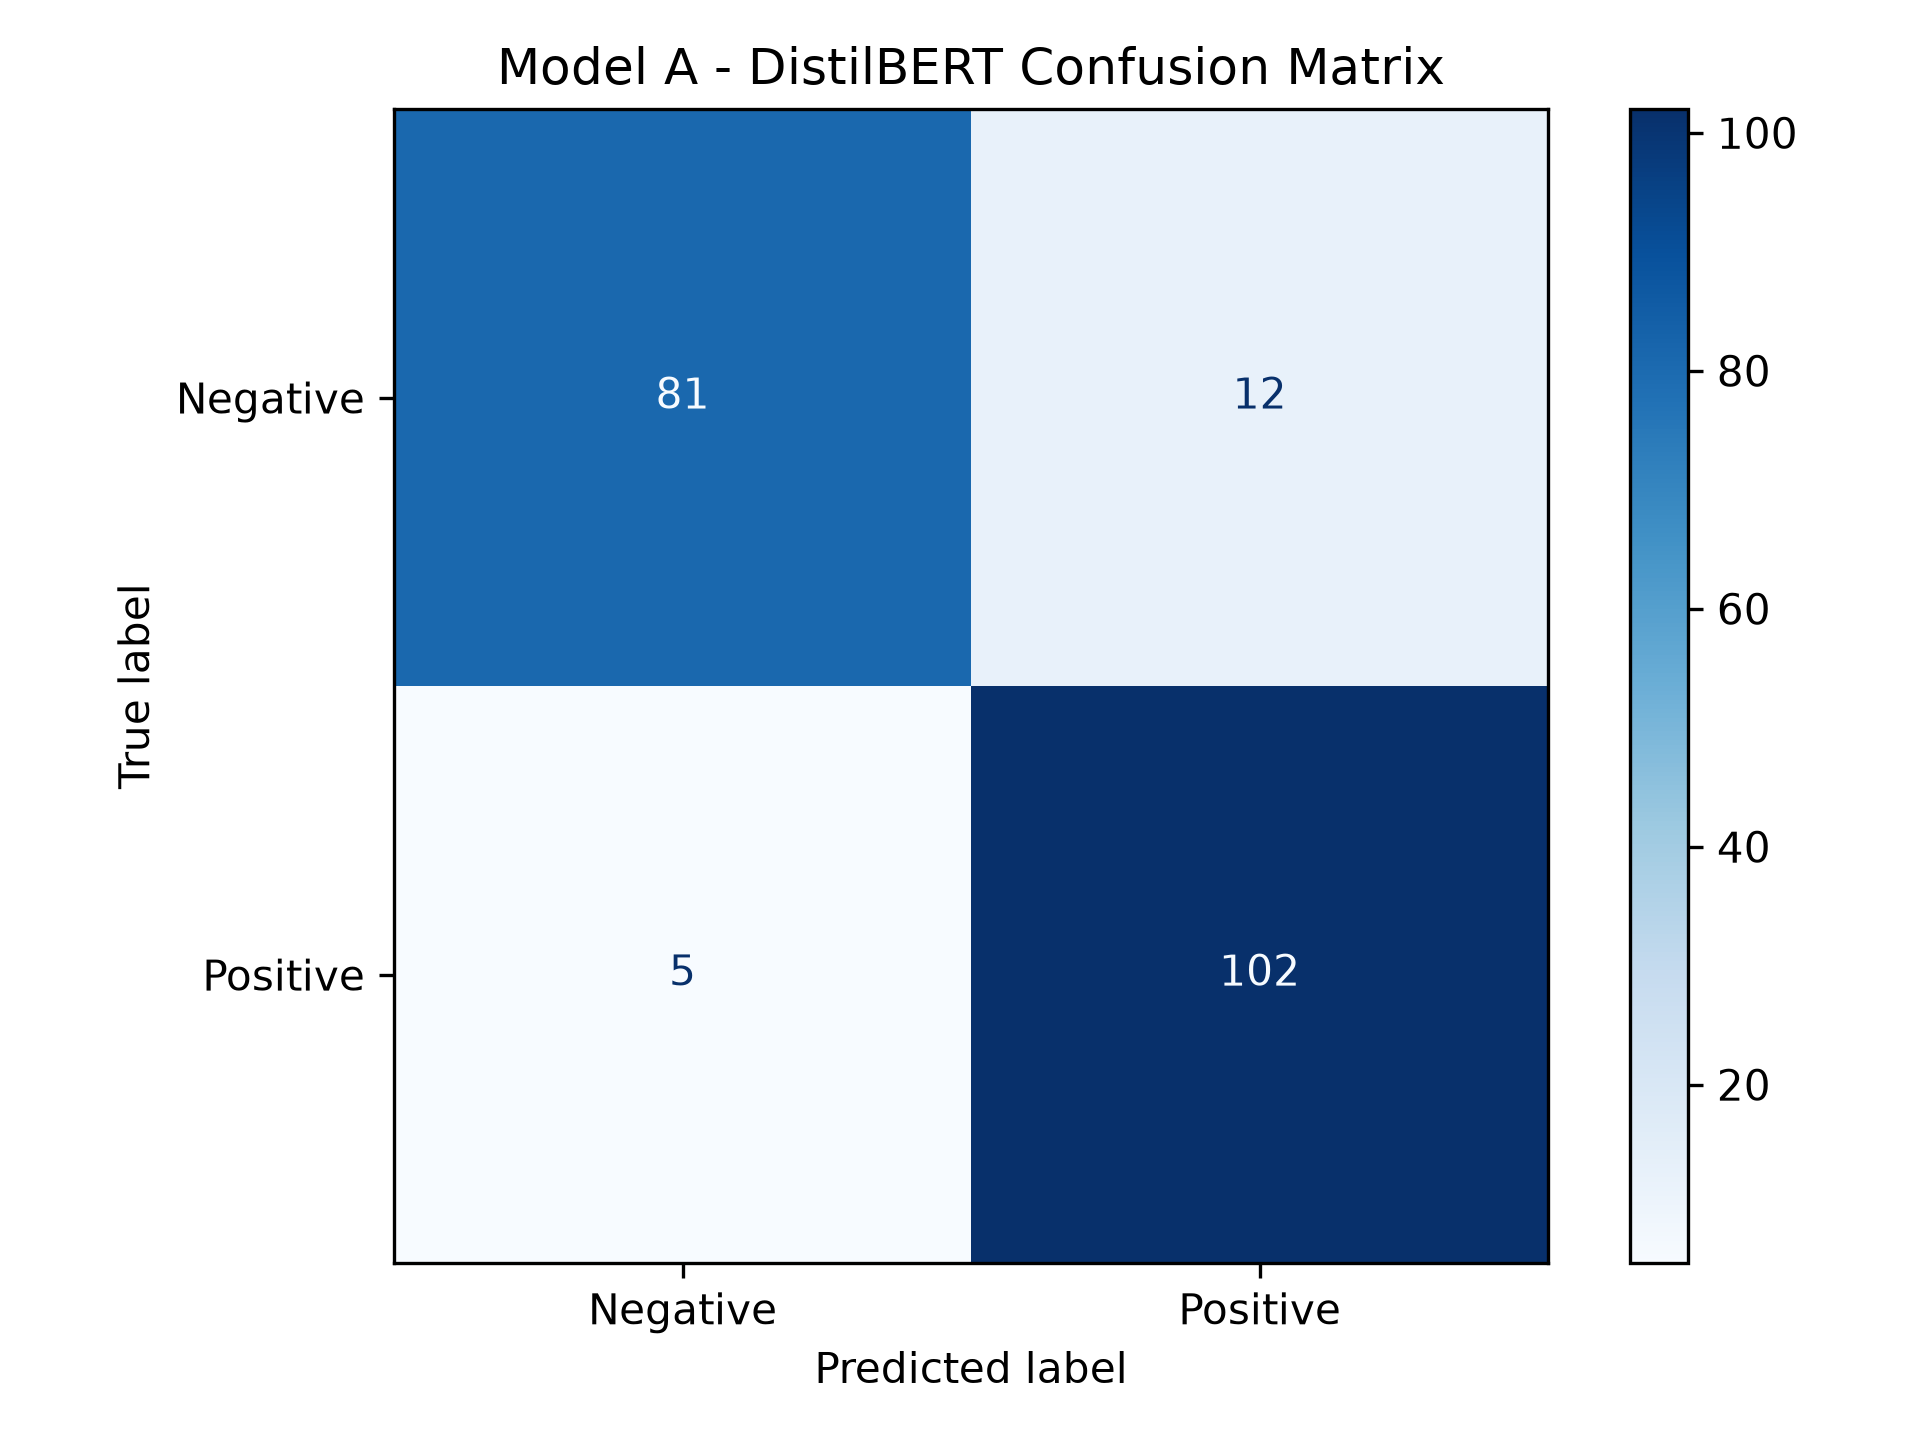 Model A - DistilBERT Confusion Matrix
100
80
60
40
20
True label
Negative
81
12
Positive
5
102
Negative
Positive
Predicted label